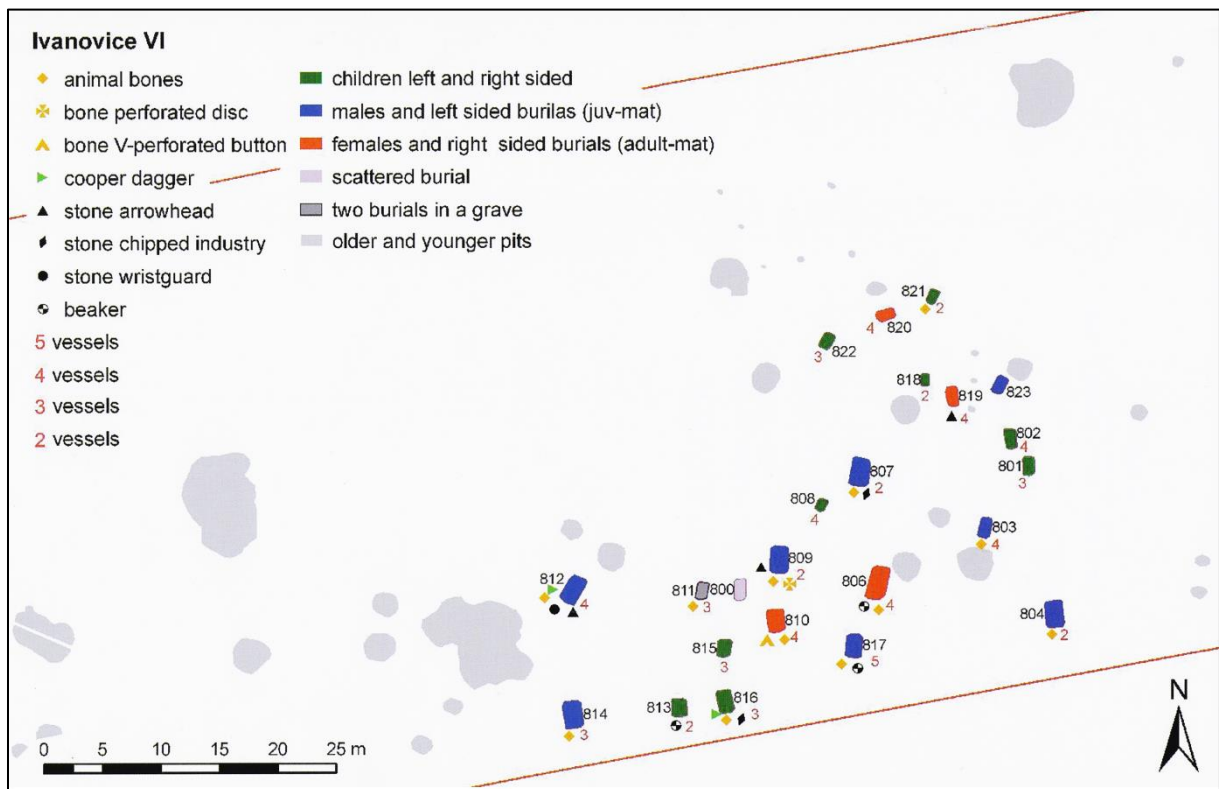 Ivanovice VI
animal bones
bone perforated disc
bone V-perforated button
cooper dagger
stone arrowhead
stone chipped industry
stone wristguard
beaker
5 vessels
4 vessels
3 vessels
2 vessels
children left and right sided
males and left sided burilas (juv-mat)
females and right sided burials (adult-mat)
scattered burial
two burials in a grave
older and younger pits
821
2
820
4
822
3
818
2
819
4
823
802
4
801
3
807
2
808
4
803
4
809
2
806
4
804
2
812
4
811
3
800
810
4
817
5
815
3
816
3
813
2
814
3
0 5 10 15 20 25 m
N